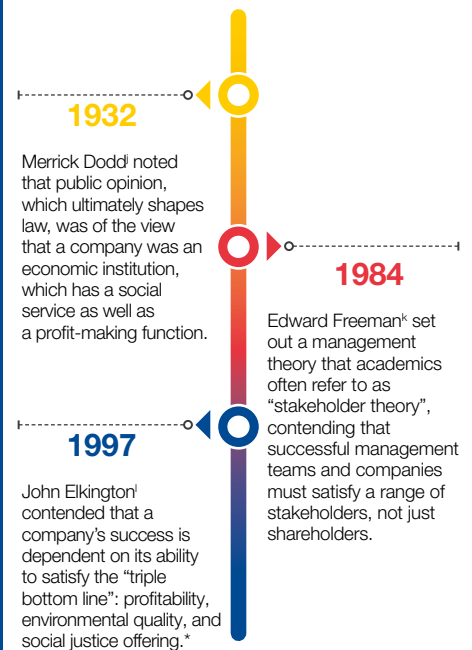 1932
Merrick Doddʲ noted
that public opinion,
which ultimately shapes
law, was of the view
that a company was an
economic institution,
which has a social
service as well as
a profit-making function.
1984
Edward Freemanᵏ set
out a management
theory that academics
often refer to as
“stakeholder theory”,
contending that
successful management
teams and companies
must satisfy a range of
stakeholders, not just
shareholders.
1997
John Elkingtonˡ
contended that a
company’s success is
dependent on its ability
to satisfy the “triple
bottom line”: profitability,
environmental quality, and
social justice offering.*